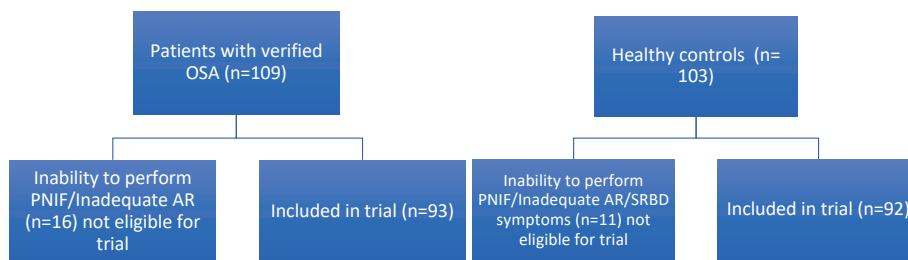 Patients with verified
OSA (n=109)
Healthy controls  (n=
103)
Inability to perform
PNIF/Inadequate AR
(n=16) not eligible for
trial
Included in trial (n=93)
Inability to perform
PNIF/Inadequate AR/SRBD
symptoms (n=11) not
eligible for trial
Included in trial (n=92)